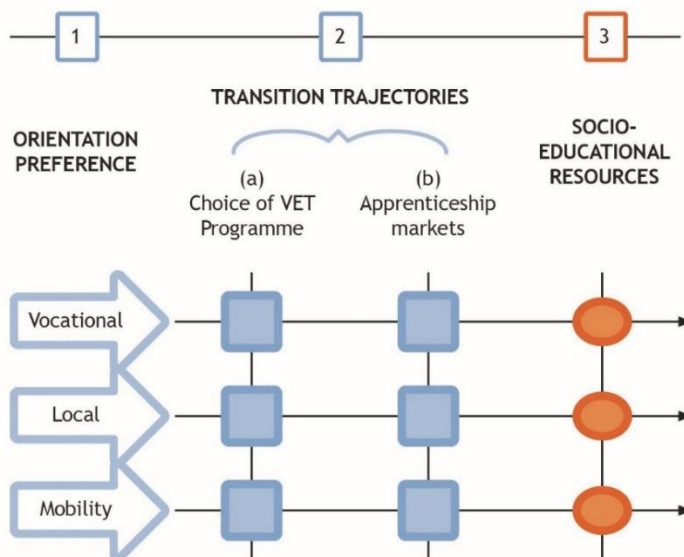 1
2
3
TRANSITION TRAJECTORIES
ORIENTATION
PREFERENCE
SOCIO-
EDUCATIONAL
RESOURCES
(a)
Choice of VET
Programme
(b)
Apprenticeship
markets
Vocational
Local
Mobility